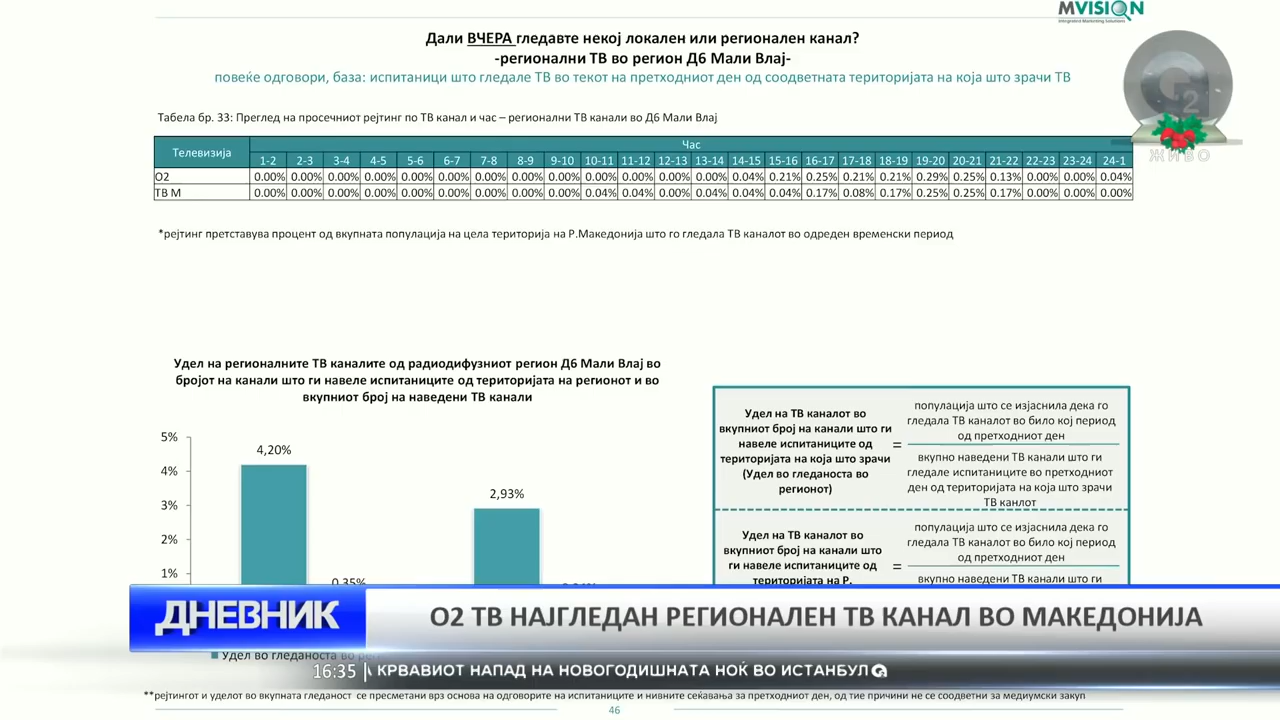 MVISION
Integrated Marketing Solutions
Дали ВЧЕРА гледавте некој локален или регионален канал?
-регионални ТВ во регион Д6 Мали Влај-
повеќе одговори, база: испитаници што гледале ТВ во текот на претходниот ден од соодветната територијата на која што зрачи ТВ
Табела бр. 33: Преглед на просечниот рејтинг по ТВ канал и час – регионални ТВ канали во Д6 Мали Влај
Телевизија Час
1-2 2-3 3-4 4-5 5-6 6-7 7-8 8-9 9-10 10-11 11-12 12-13 13-14 14-15 15-16 16-17 17-18 18-19 19-20 20-21 21-22 22-23 23-24 24-1
О2 0.00% 0.00% 0.00% 0.00% 0.00% 0.00% 0.00% 0.00% 0.00% 0.00% 0.00% 0.00% 0.00% 0.04% 0.21% 0.25% 0.21% 0.21% 0.29% 0.25% 0.13% 0.00% 0.00% 0.04%
ТВ М 0.00% 0.00% 0.00% 0.00% 0.00% 0.00% 0.00% 0.00% 0.00% 0.04% 0.04% 0.00% 0.04% 0.04% 0.04% 0.17% 0.08% 0.17% 0.25% 0.25% 0.17% 0.00% 0.00% 0.00%
ЖИВО
*рејтинг претставува процент од вкупната популација на цела територија на Р.Македонија што го гледала ТВ каналот во одреден временски период
Удел на регионалните ТВ каналите од радиодифузниот регион Д6 Мали Влај во
бројот на канали што ги навеле испитаниците од територијата на регионот и во
вкупниот број на наведени ТВ канали
5%
4%
3%
2%
1%
4,20%
0,35%
2,93%
Удел на ТВ каналот во
вкупниот број на канали што ги
навеле испитаниците од
територијата на која што зрачи
(Удел во гледаноста во
регионот)
=
популација што се изјаснила дека го
гледала ТВ каналот во било кој период
од претходниот ден
вкупно наведени ТВ канали што ги
гледале испитаниците во претходниот
ден од територијата на која што зрачи
ТВ канлот
Удел на ТВ каналот во
вкупниот број на канали што
ги навеле испитаниците од
територијата на Р.
=
популација што се изјаснила дека го
гледала ТВ каналот во било кој период
од претходниот ден
вкупно наведени ТВ канали што ги
ДНЕВНИК
О2 ТВ НАЈГЛЕДАН РЕГИОНАЛЕН ТВ КАНАЛ ВО МАКЕДОНИЈА
Удел во гледаноста во
16:35
КРВАВИОТ НАПАД НА НОВОГОДИШНАТА НОЌ ВО ИСТАНБУЛ
**рејтингот и уделот во вкупната гледаност се пресметани врз основа на одговорите на испитаниците и нивните сеќавања за претходниот ден, од тие причини не се соодветни за медиумски закуп
46